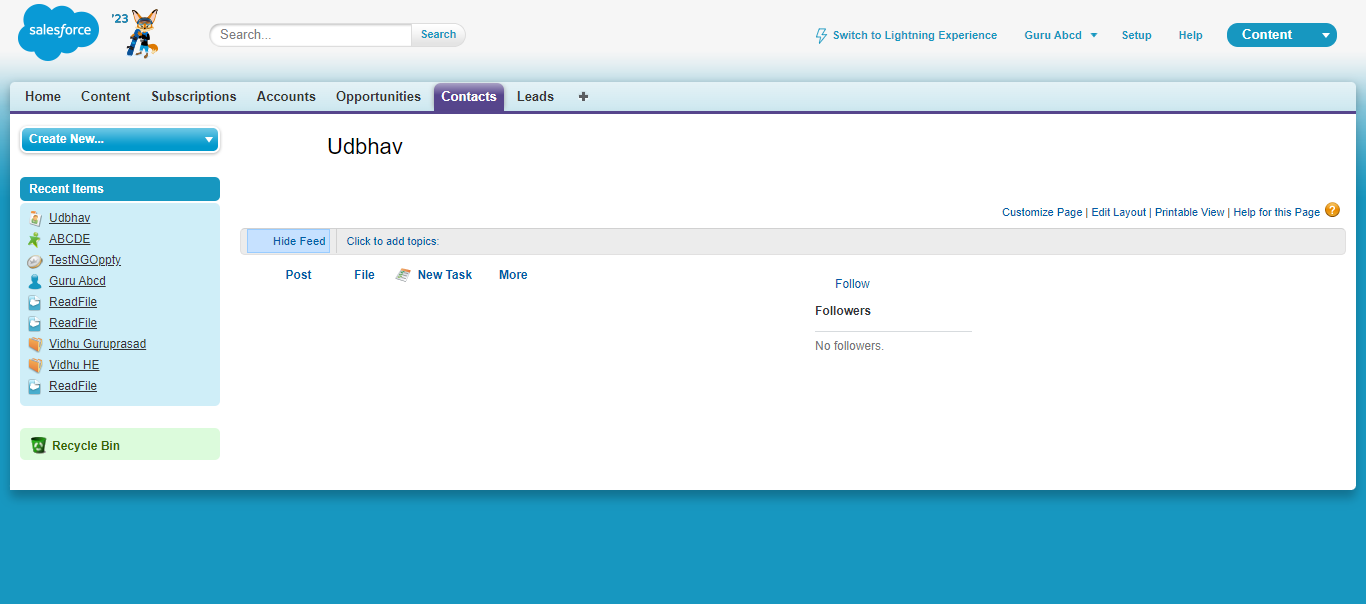 salesforce '23 Search... Search Switch to Lightning Experience Guru Abcd Setup Help Content
Home Content Subscriptions Accounts Opportunities Contacts Leads +
Create New...
Udbhav
Recent Items
Udbhav
ABCDE
TestNGOppty
Guru Abcd
ReadFile
ReadFile
Vidhu Guruprasad
Vidhu HE
ReadFile
Recycle Bin
Customize Page | Edit Layout | Printable View | Help for this Page ?
Hide Feed Click to add topics:
Post File New Task More
Follow
Followers
No followers.